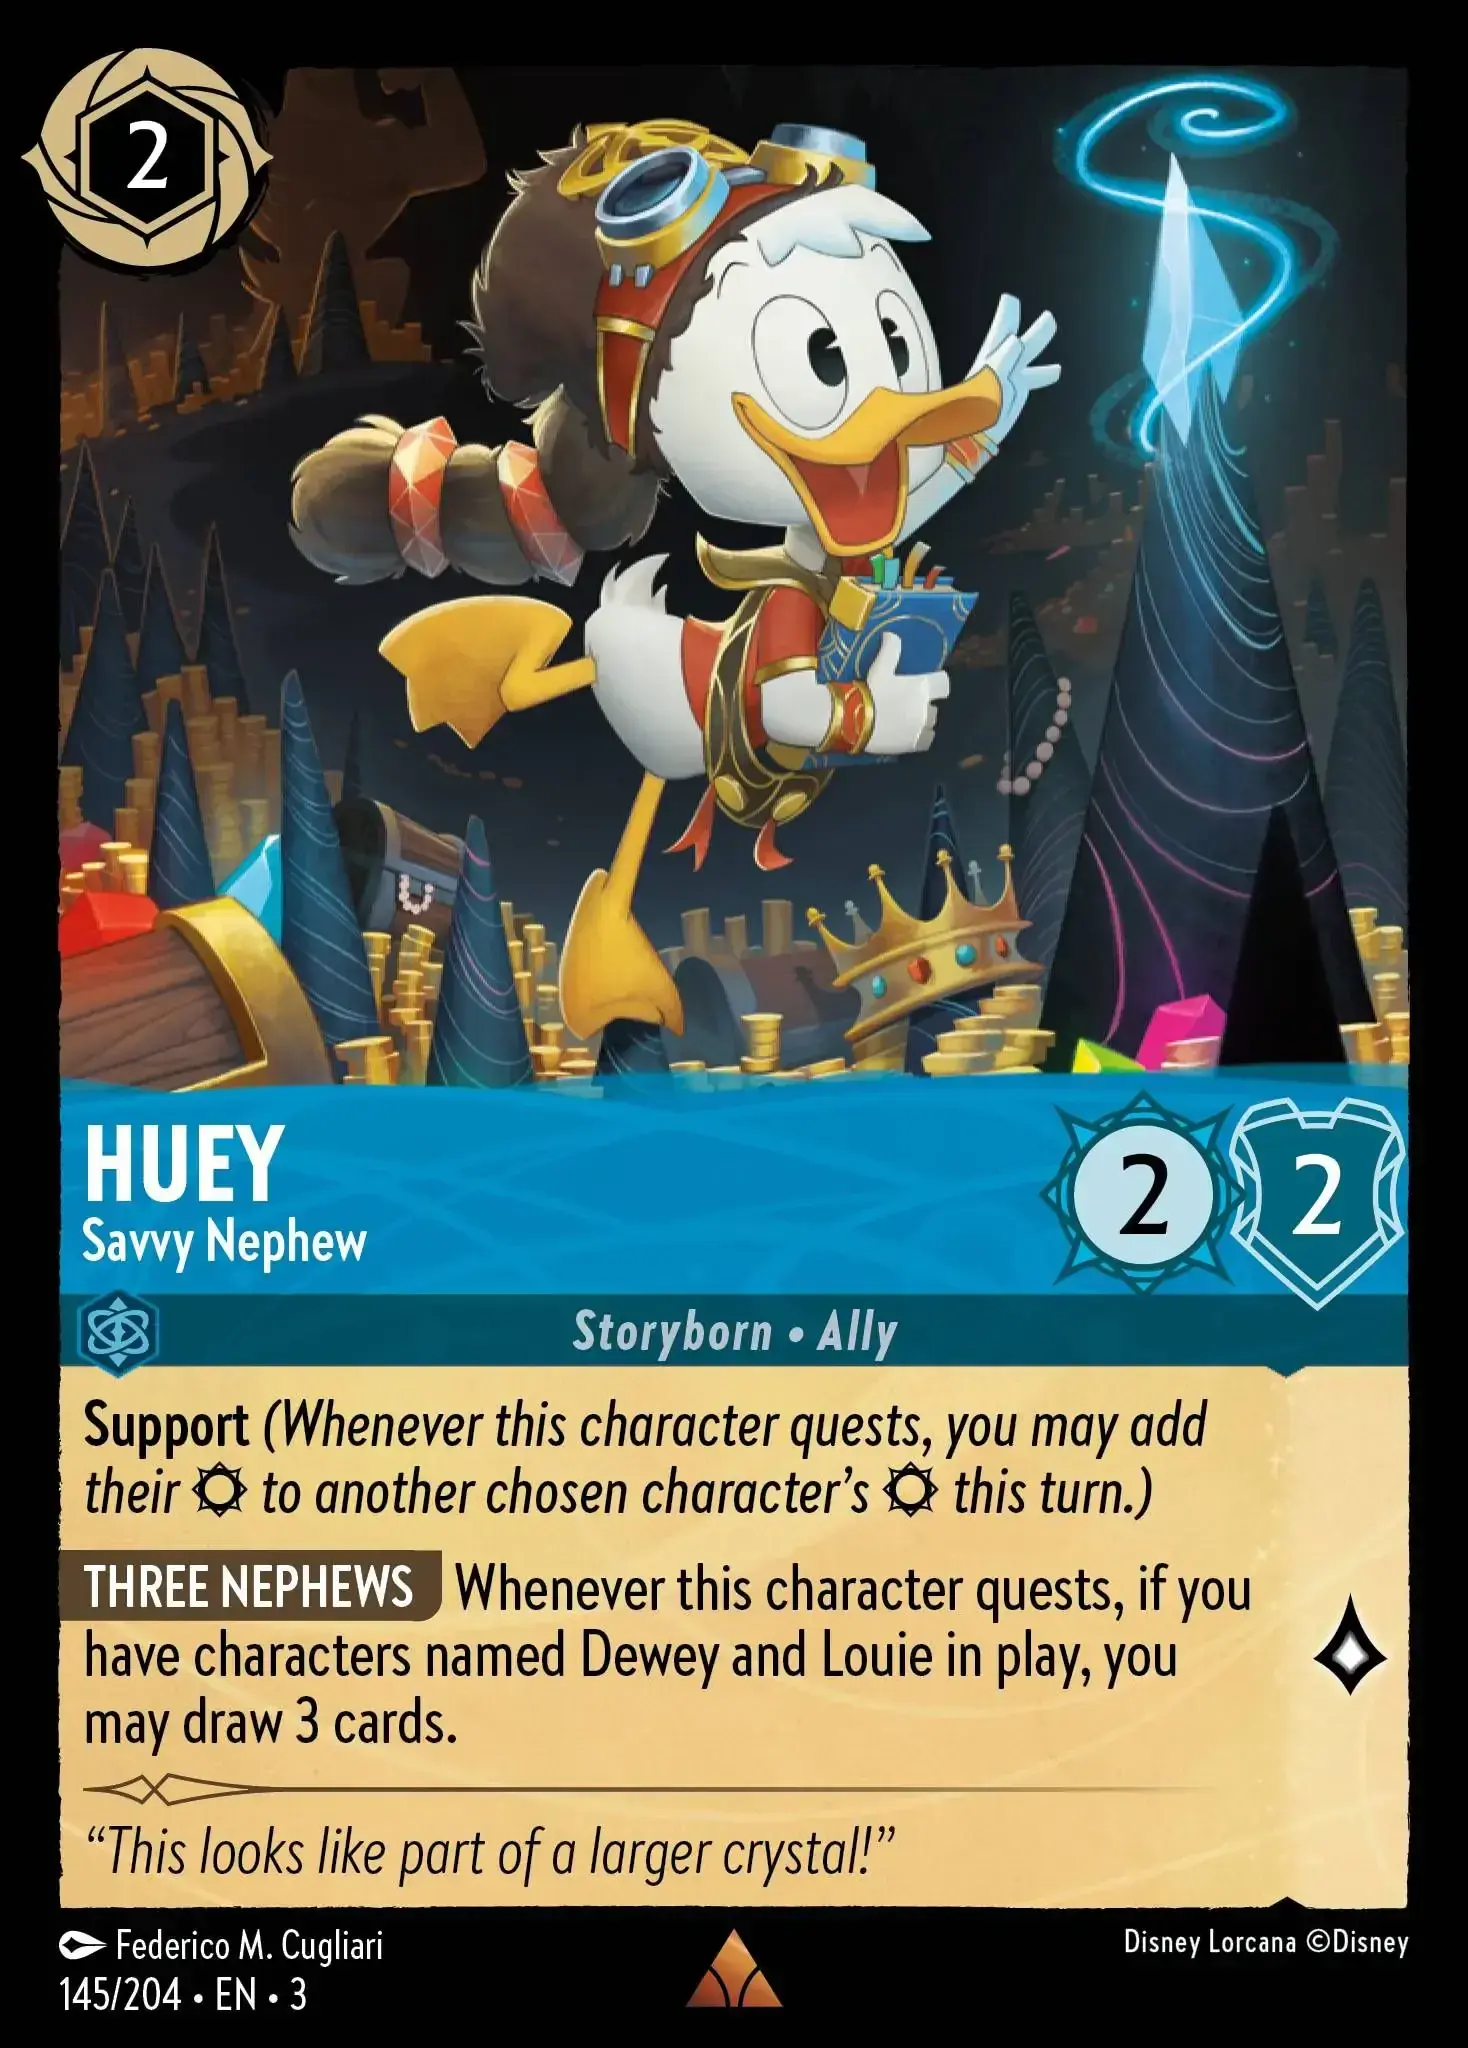 2
HUEY
Savvy Nephew
2 2
Storyborn • Ally
Support (Whenever this character quests, you may add
their to another chosen character’s this turn.)
THREE NEPHEWS Whenever this character quests, if you
have characters named Dewey and Louie in play, you
may draw 3 cards.
“This looks like part of a larger crystal!”
Federico M. Cugliari
Disney Lorcana ©Disney
145/204 • EN • 3